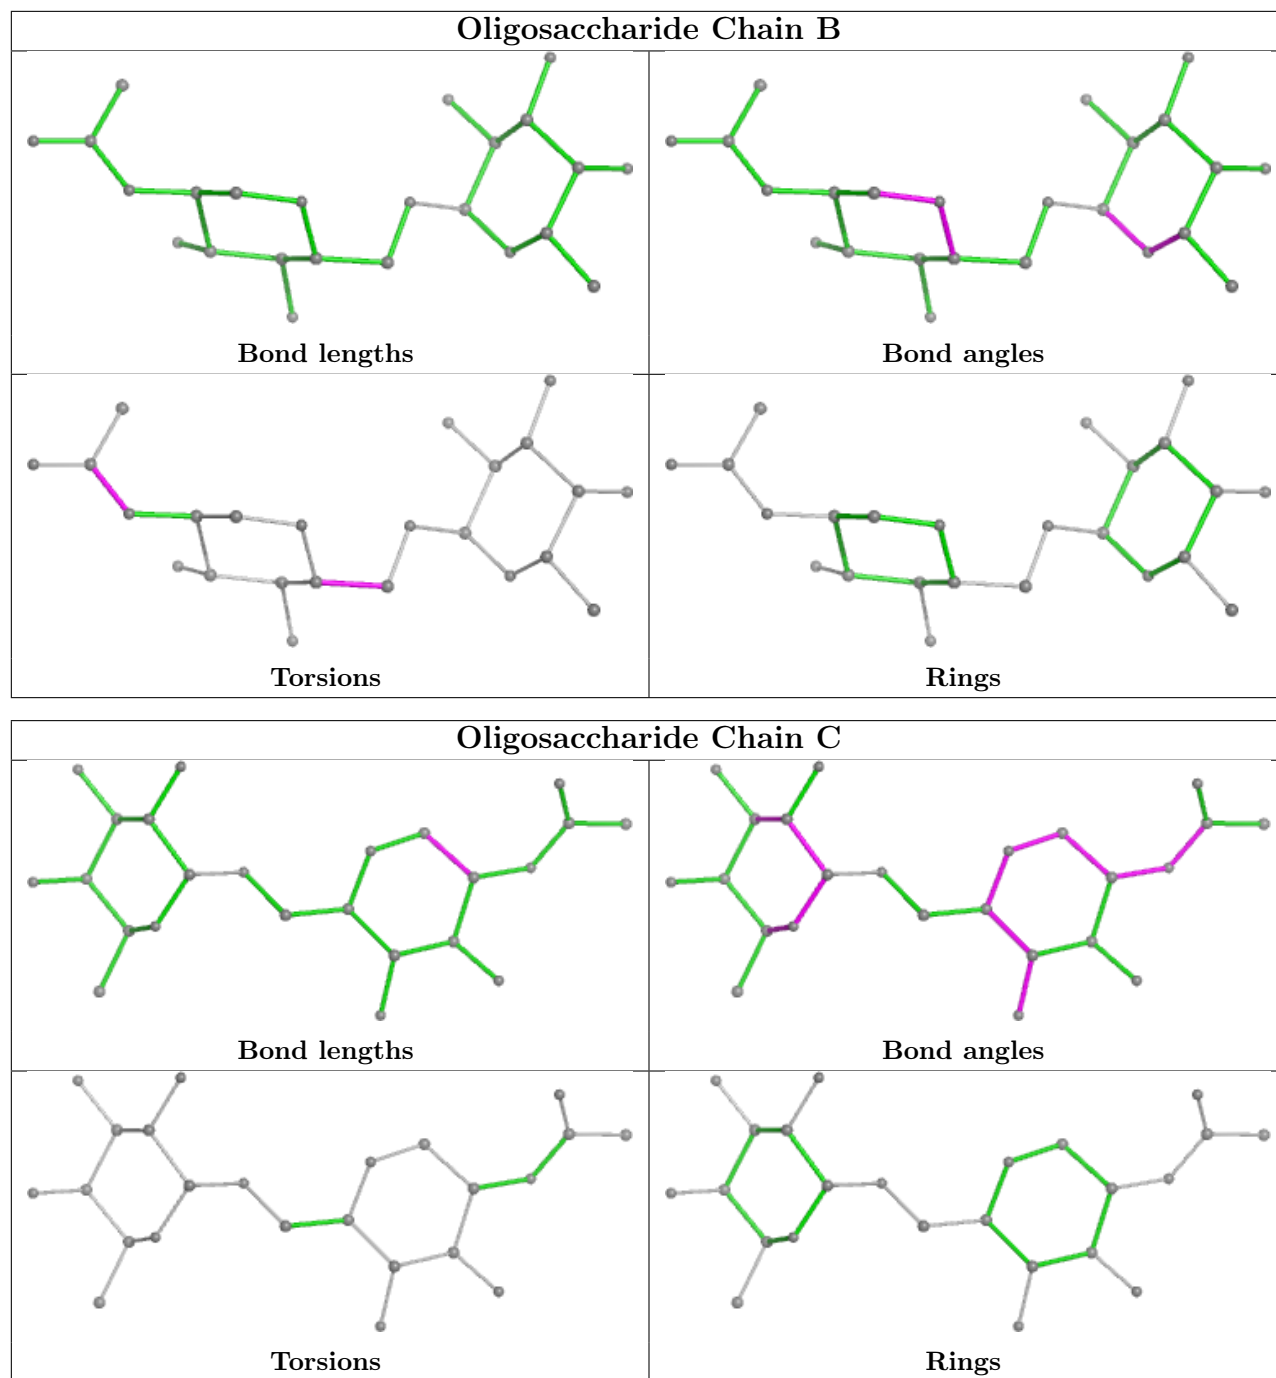 Oligosaccharide Chain B
Bond lengths
Bond angles
Torsions
Rings
Oligosaccharide Chain C
Bond lengths
Bond angles
Torsions
Rings